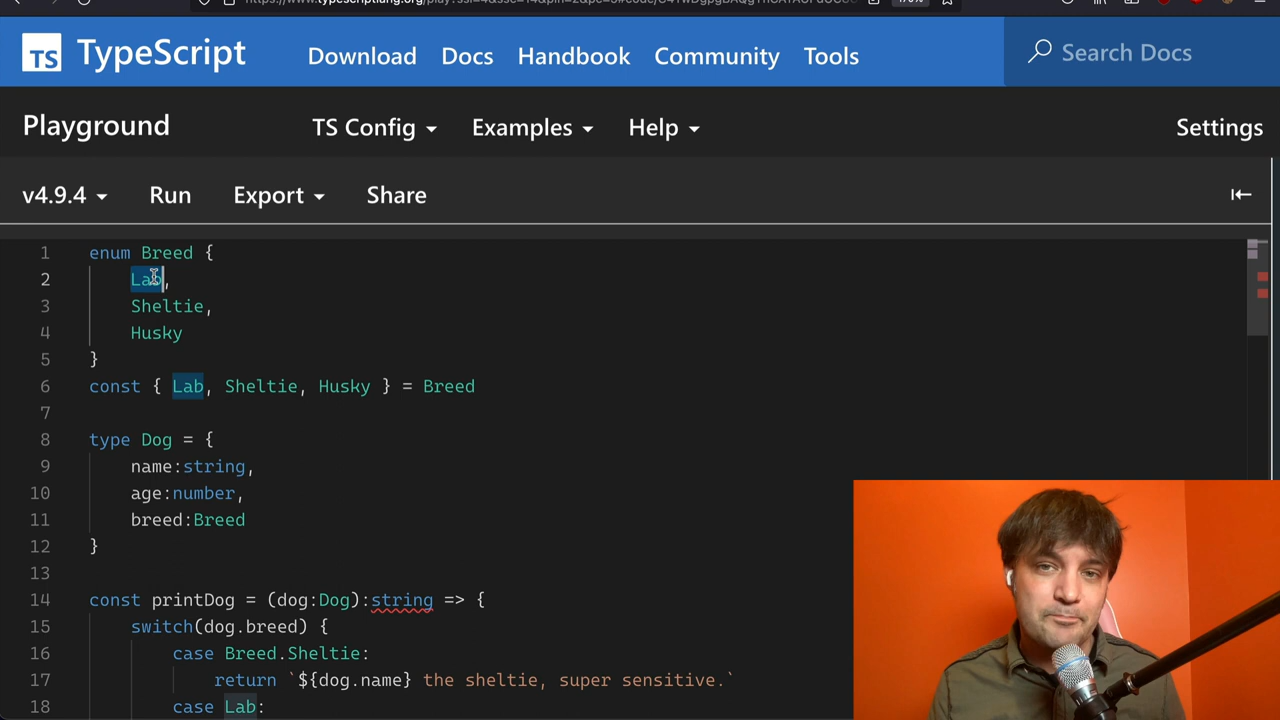 TS TypeScript Download Docs Handbook Community Tools Search Docs
Playground TS Config Examples Help Settings
v4.9.4 Run Export Share
1 enum Breed {
2 Lab,
3 Sheltie,
4 Husky
5 }
6 const { Lab, Sheltie, Husky } = Breed
7
8 type Dog = {
9 name:string,
10 age:number,
11 breed:Breed
12 }
13
14 const printDog = (dog:Dog):string => {
15 switch(dog.breed) {
16 case Breed.Sheltie:
17 return `${dog.name} the sheltie, super sensitive.`
18 case Lab: